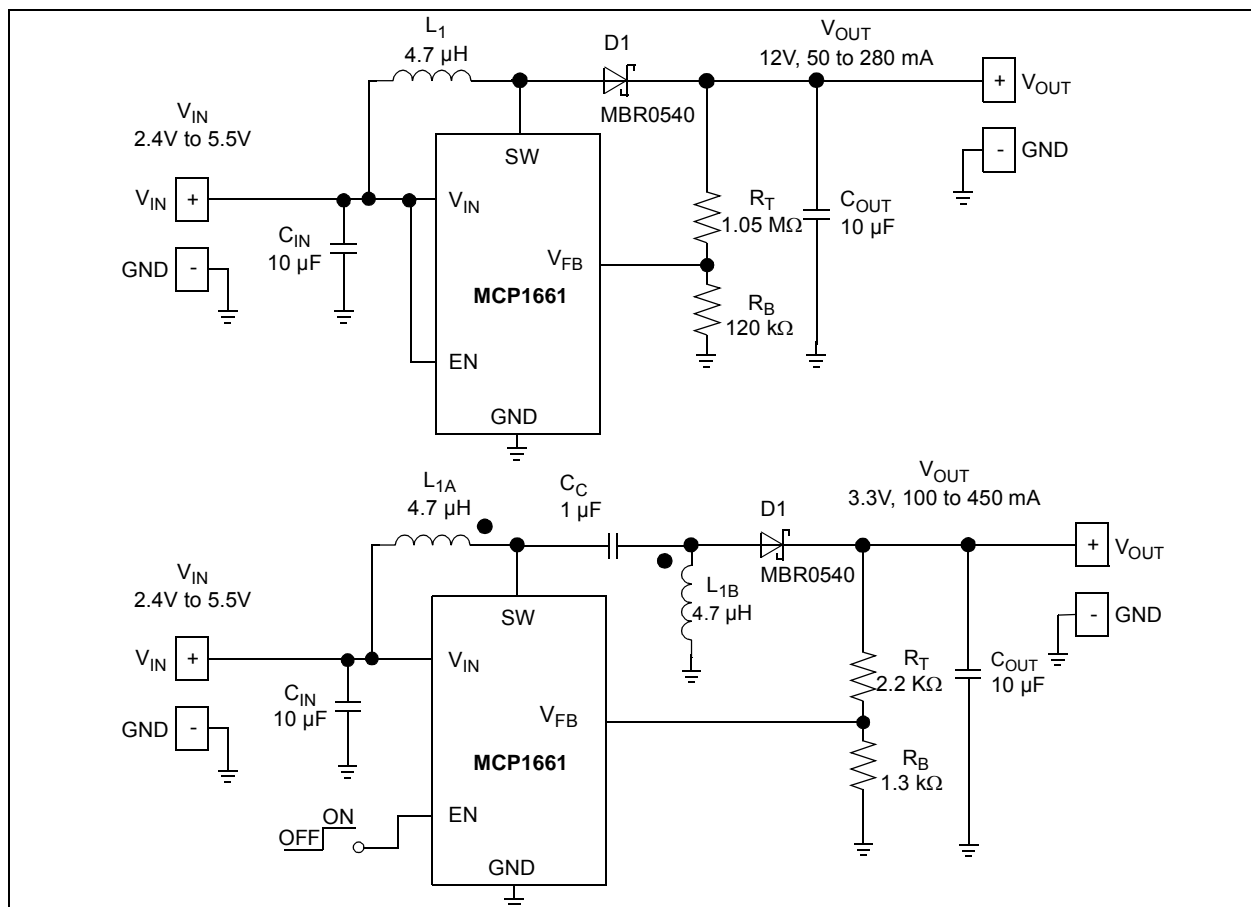 L1
4.7 µH
D1
MBR0540
VOUT
12V, 50 to 280 mA
+ VOUT
- GND
VIN
2.4V to 5.5V
VIN +
GND -
CIN
10 µF
SW
VIN
VFB
MCP1661
EN
GND
RT
1.05 MΩ
RB
120 kΩ
COUT
10 µF
L1A
4.7 µH
CC
1 µF
D1
MBR0540
L1B
4.7 µH
VOUT
3.3V, 100 to 450 mA
+ VOUT
- GND
VIN
2.4V to 5.5V
VIN +
GND -
CIN
10 µF
SW
VIN
VFB
MCP1661
EN
GND
ON
OFF
RT
2.2 KΩ
RB
1.3 kΩ
COUT
10 µF